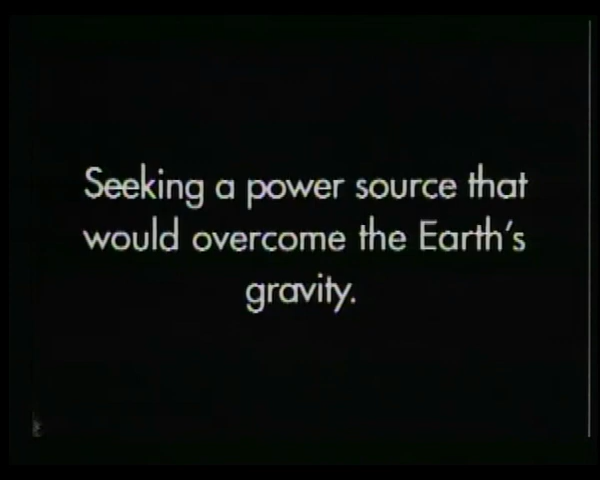 Seeking a power source that
would overcome the Earth's
gravity.